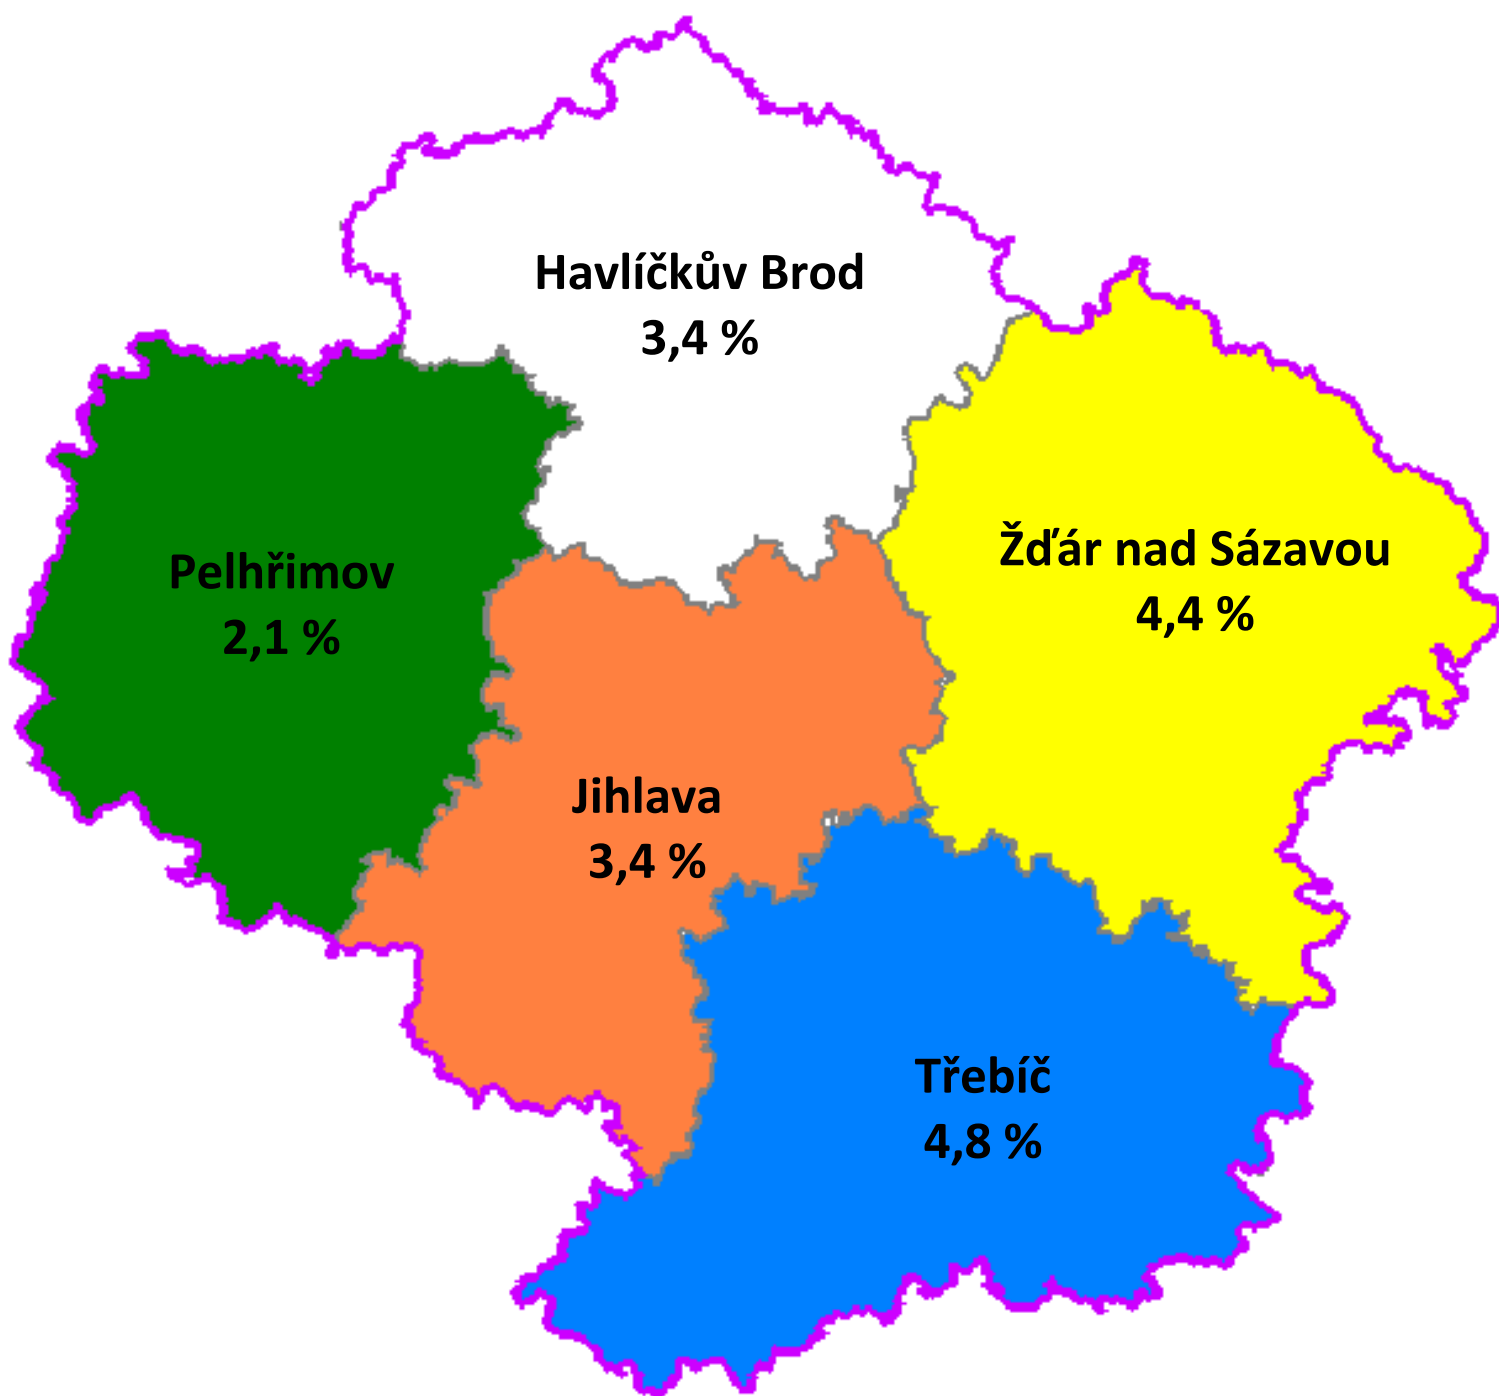 Havlíčkův Brod
3,4 %
Žďár nad Sázavou
4,4 %
Pelhřimov
2,1 %
Jihlava
3,4 %
Třebíč
4,8 %